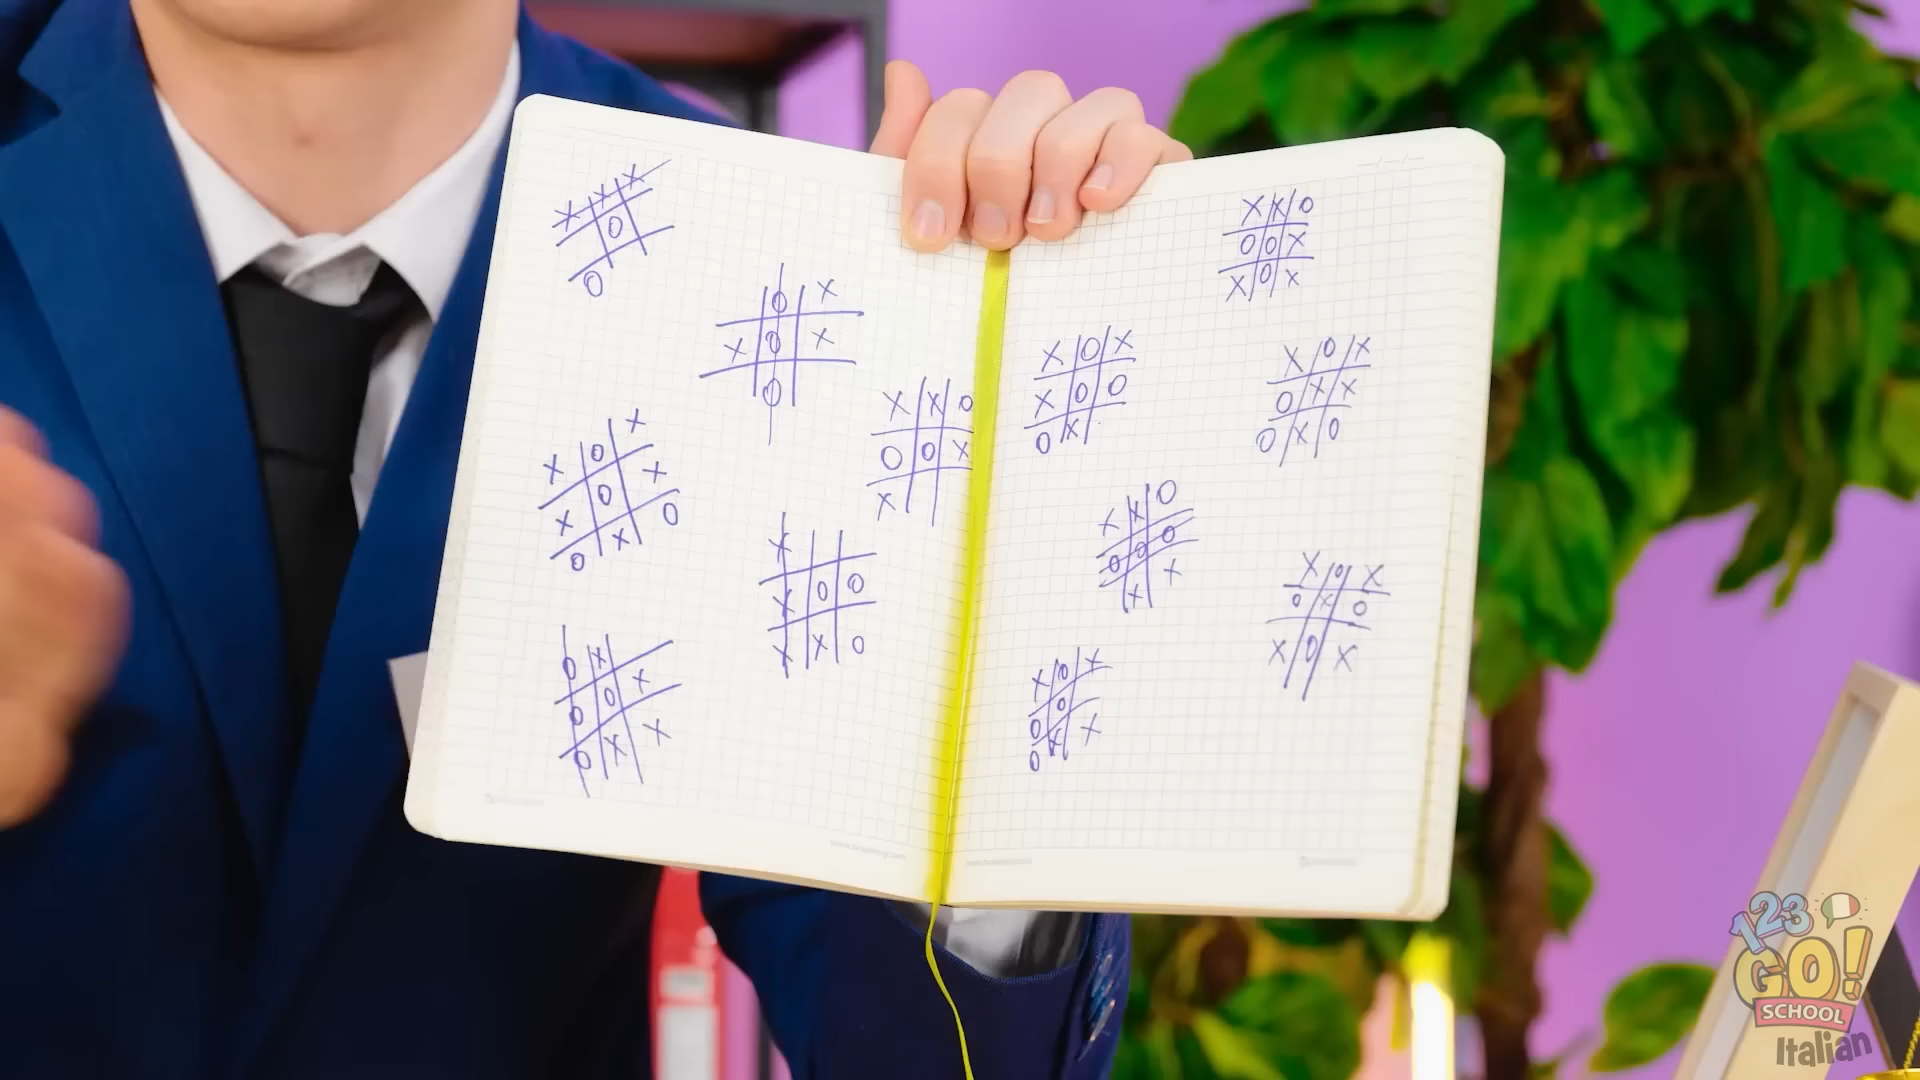 X X X
O
O
O X
X O X
O
X O X
X O X
O X O
X X O
O O X
X
X
X O O
X X O
O X
O O X
O X X
X X O
O O X
X O X
X O X
X O O
O X
X O X
O X X
O X O
X X O
O O O
X X
X O X
O X O
X O X
X O X
O O
O X X
123
GO!
SCHOOL
Italian